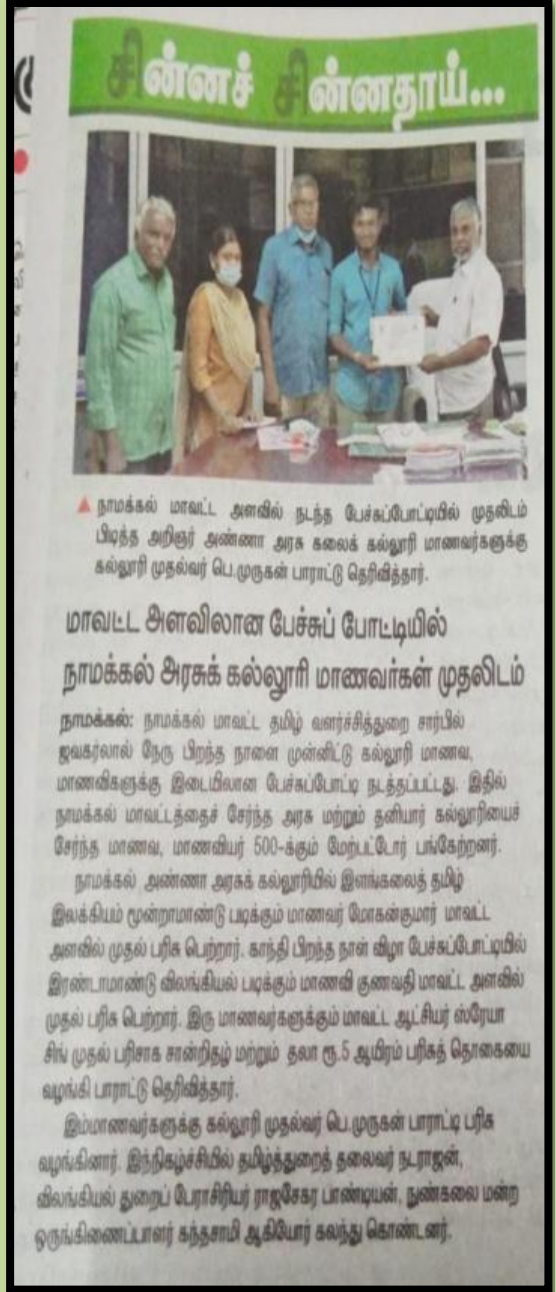 சின்னச் சின்னதாய்...
நாமக்கல் மாவட்ட அளவில் நடந்த பேச்சுப்போட்டியில் முதலிடம்
பிடித்த அறிஞர் அண்ணா அரசு கலைக் கல்லூரி மாணவர்களுக்கு
கல்லூரி முதல்வர் பெ.முருகன் பாராட்டு தெரிவித்தார்.
மாவட்ட அளவிலான பேச்சுப் போட்டியில்
நாமக்கல் அரசுக் கல்லூரி மாணவர்கள் முதலிடம்
நாமக்கல்: நாமக்கல் மாவட்ட தமிழ் வளர்ச்சித்துறை சார்பில்
ஜவகர்லால் நேரு பிறந்த நாளை முன்னிட்டு கல்லூரி மாணவ,
மாணவிகளுக்கு இடையிலான பேச்சுப்போட்டி நடத்தப்பட்டது. இதில்
நாமக்கல் மாவட்டத்தைச் சேர்ந்த அரசு மற்றும் தனியார் கல்லூரியைச்
சேர்ந்த மாணவ, மாணவியர் 500-க்கும் மேற்பட்டோர் பங்கேற்றனர்.
நாமக்கல் அண்ணா அரசுக் கல்லூரியில் இளங்கலைத் தமிழ்
இலக்கியம் மூன்றாமாண்டு படிக்கும் மாணவர் மோகன்குமார் மாவட்ட
அளவில் முதல் பரிசு பெற்றார். காந்தி பிறந்த நாள் விழா பேச்சுப்போட்டியில்
இரண்டாமாண்டு விலங்கியல் படிக்கும் மாணவி குணவதி மாவட்ட அளவில்
முதல் பரிசு பெற்றார். இரு மாணவர்களுக்கும் மாவட்ட ஆட்சியர் ஸ்ரேயா
சிங் முதல் பரிசாக சான்றிதழ் மற்றும் தலா ரூ.5 ஆயிரம் பரிசுத் தொகையை
வழங்கி பாராட்டு தெரிவித்தார்.
இம்மாணவர்களுக்கு கல்லூரி முதல்வர் பெ.முருகன் பாராட்டி பரிசு
வழங்கினார். இந்நிகழ்ச்சியில் தமிழ்த்துறைத் தலைவர் நடராஜன்,
விலங்கியல் துறைப் பேராசிரியர் ராஜசேகர பாண்டியன், நுண்கலை மன்ற
ஒருங்கிணைப்பாளர் கந்தசாமி ஆகியோர் கலந்து கொண்டனர்.